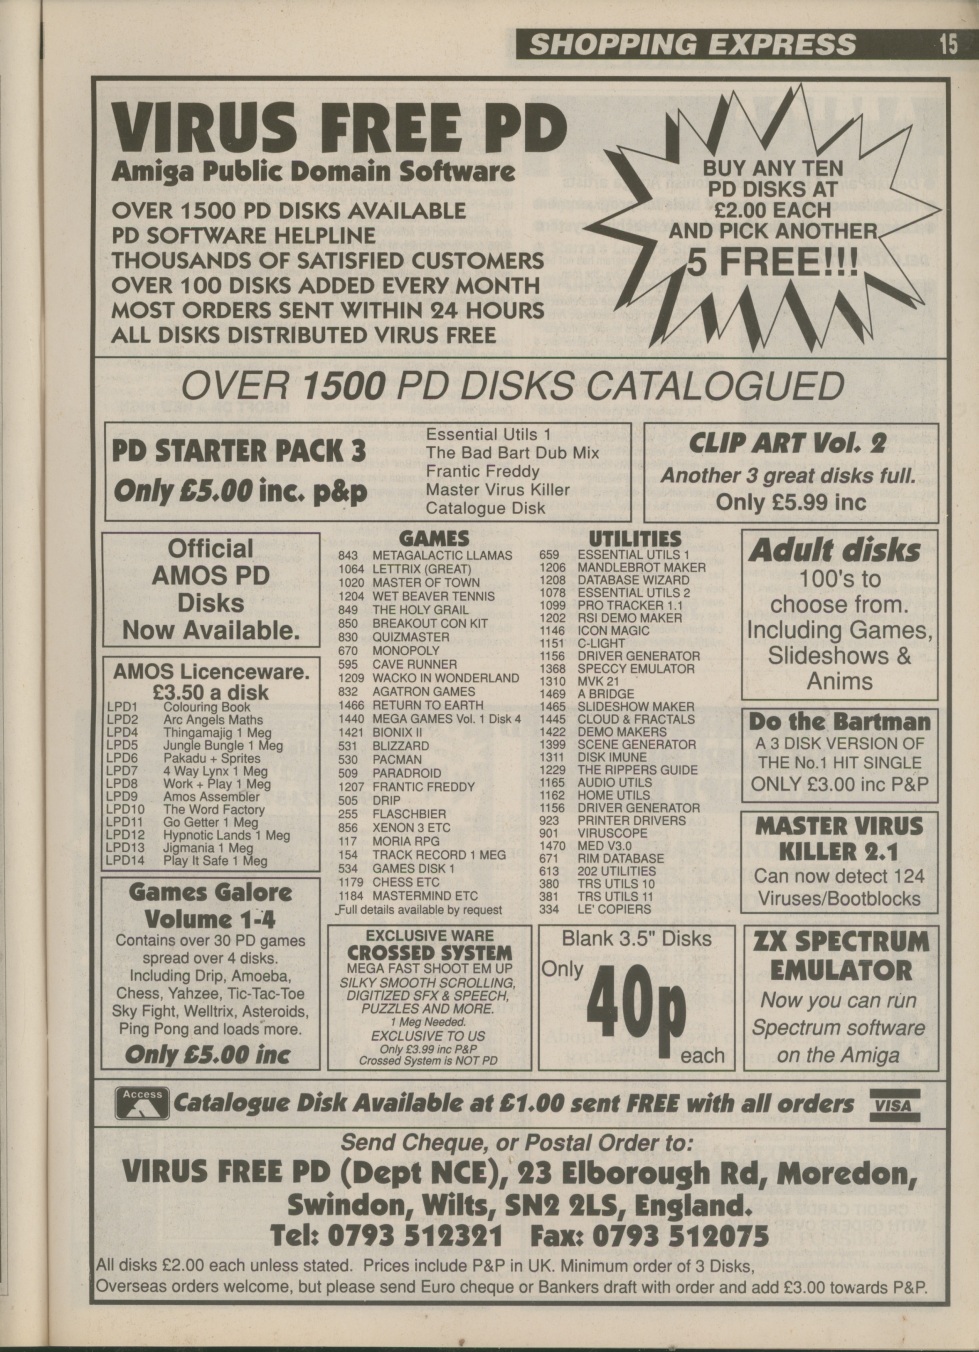 SHOPPING EXPRESS 15
VIRUS FREE PD
Amiga Public Domain Software
OVER 1500 PD DISKS AVAILABLE
PD SOFTWARE HELPLINE
THOUSANDS OF SATISFIED CUSTOMERS
OVER 100 DISKS ADDED EVERY MONTH
MOST ORDERS SENT WITHIN 24 HOURS
ALL DISKS DISTRIBUTED VIRUS FREE
BUY ANY TEN
PD DISKS AT
£2.00 EACH
AND PICK ANOTHER
5 FREE!!!
OVER 1500 PD DISKS CATALOGUED
PD STARTER PACK 3
Only £5.00 inc. p&p
Essential Utils 1
The Bad Bart Dub Mix
Frantic Freddy
Master Virus Killer
Catalogue Disk
CLIP ART Vol. 2
Another 3 great disks full.
Only £5.99 inc
Official
AMOS PD
Disks
Now Available.
AMOS Licenceware.
£3.50 a disk
LPD1 Colouring Book
LPD2 Arc Angels Maths
LPD4 Thingamajig 1 Meg
LPD5 Jungle Bungle 1 Meg
LPD6 Pakadu + Sprites
LPD7 4 Way Lynx 1 Meg
LPD8 Work + Play 1 Meg
LPD9 Amos Assembler
LPD10 The Word Factory
LPD11 Go Getter 1 Meg
LPD12 Hypnotic Lands 1 Meg
LPD13 Jigmania 1 Meg
LPD14 Play It Safe 1 Meg
Games Galore
Volume 1-4
Contains over 30 PD games
spread over 4 disks.
Including Drip, Amoeba,
Chess, Yahzee, Tic-Tac-Toe
Sky Fight, Welltrix, Asteroids,
Ping Pong and loads more.
Only £5.00 inc
GAMES
843 METAGALACTIC LLAMAS
1064 LETTRIX (GREAT)
1020 MASTER OF TOWN
1204 WET BEAVER TENNIS
849 THE HOLY GRAIL
850 BREAKOUT CON KIT
830 QUIZMASTER
670 MONOPOLY
595 CAVE RUNNER
1209 WACKO IN WONDERLAND
832 AGATRON GAMES
1466 RETURN TO EARTH
1440 MEGA GAMES Vol. 1 Disk 4
1421 BIONIX II
531 BLIZZARD
530 PACMAN
509 PARADROID
1207 FRANTIC FREDDY
505 DRIP
255 FLASCHBIER
856 XENON 3 ETC
117 MORIA RPG
154 TRACK RECORD 1 MEG
534 GAMES DISK 1
1179 CHESS ETC
1184 MASTERMIND ETC
Full details available by request
UTILITIES
659 ESSENTIAL UTILS 1
1206 MANDLEBROT MAKER
1208 DATABASE WIZARD
1078 ESSENTIAL UTILS 2
1099 PRO TRACKER 1.1
1202 RSI DEMO MAKER
1146 ICON MAGIC
1151 C-LIGHT
1156 DRIVER GENERATOR
1368 SPECCY EMULATOR
1310 MVK 21
1469 A BRIDGE
1465 SLIDESHOW MAKER
1445 CLOUD & FRACTALS
1422 DEMO MAKERS
1399 SCENE GENERATOR
1311 DISK IMUNE
1229 THE RIPPERS GUIDE
1165 AUDIO UTILS
1162 HOME UTILS
1156 DRIVER GENERATOR
923 PRINTER DRIVERS
901 VIRUSCOPE
1470 MED V3.0
671 RIM DATABASE
613 202 UTILITIES
380 TRS UTILS 10
381 TRS UTILS 11
334 LE' COPIERS
Adult disks
100's to
choose from.
Including Games,
Slideshows &
Anims
Do the Bartman
A 3 DISK VERSION OF
THE No.1 HIT SINGLE
ONLY £3.00 inc P&P
MASTER VIRUS
KILLER 2.1
Can now detect 124
Viruses/Bootblocks
EXCLUSIVE WARE
CROSSED SYSTEM
MEGA FAST SHOOT EM UP
SILKY SMOOTH SCROLLING,
DIGITIZED SFX & SPEECH,
PUZZLES AND MORE.
1 Meg Needed.
EXCLUSIVE TO US
Only £3.99 inc P&P
Crossed System is NOT PD
Blank 3.5" Disks
Only
40p
each
ZX SPECTRUM
EMULATOR
Now you can run
Spectrum software
on the Amiga
Access Catalogue Disk Available at £1.00 sent FREE with all orders VISA
Send Cheque, or Postal Order to:
VIRUS FREE PD (Dept NCE), 23 Elborough Rd, Moredon,
Swindon, Wilts, SN2 2LS, England.
Tel: 0793 512321 Fax: 0793 512075
All disks £2.00 each unless stated. Prices include P&P in UK. Minimum order of 3 Disks,
Overseas orders welcome, but please send Euro cheque or Bankers draft with order and add £3.00 towards P&P.